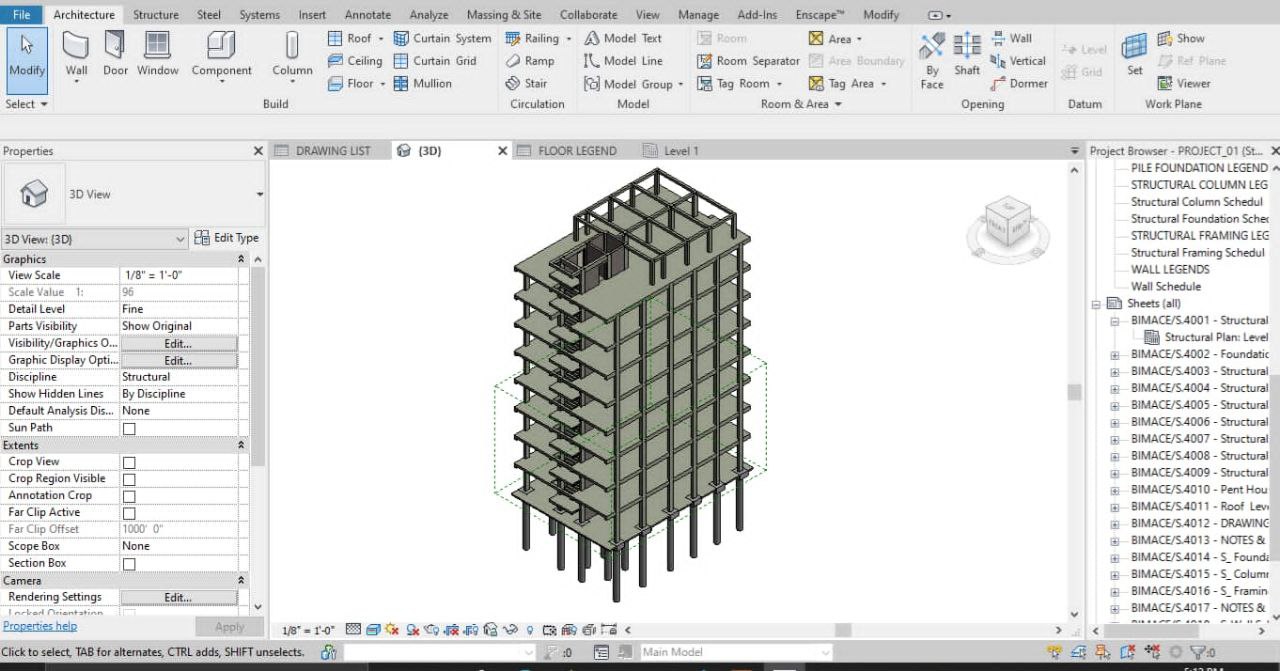 File Architecture Structure Steel Systems Insert Annotate Analyze Massing & Site Collaborate View Manage Add-Ins Enscape™ Modify
Modify
Select
Wall
Door
Window
Component
Column
Roof
Ceiling
Floor
Curtain System
Curtain Grid
Mullion
Build
Railing
Ramp
Stair
Circulation
Model Text
Model Line
Model Group
Model
Room
Room Separator
Tag Room
Area
Area Boundary
Tag Area
Room & Area
By
Face
Shaft
Wall
Vertical
Dormer
Opening
Level
Grid
Datum
Set
Show
Ref Plane
Viewer
Work Plane
Properties
3D View
3D View: {3D}
Edit Type
Graphics
View Scale 1/8" = 1'-0"
Scale Value 1: 96
Detail Level Fine
Parts Visibility Show Original
Visibility/Graphics O... Edit...
Graphic Display Opti... Edit...
Discipline Structural
Show Hidden Lines By Discipline
Default Analysis Dis... None
Sun Path
Extents
Crop View
Crop Region Visible
Annotation Crop
Far Clip Active
Far Clip Offset 1000' 0"
Scope Box None
Section Box
Camera
Rendering Settings Edit...
Locked Orientation
Properties help
Apply
DRAWING LIST
{3D}
FLOOR LEGEND
Level 1
1/8" = 1'-0"
Project Browser - PROJECT_01 (St...
PILE FOUNDATION LEGEND
STRUCTURAL COLUMN LEG
Structural Column Schedul
Structural Foundation Sched
STRUCTURAL FRAMING LEG
Structural Framing Schedul
WALL LEGENDS
Wall Schedule
Sheets (all)
BIMACE/S.4001 - Structural
Structural Plan: Level
BIMACE/S.4002 - Foundatic
BIMACE/S.4003 - Structural
BIMACE/S.4004 - Structural
BIMACE/S.4005 - Structural
BIMACE/S.4006 - Structural
BIMACE/S.4007 - Structural
BIMACE/S.4008 - Structural
BIMACE/S.4009 - Structural
BIMACE/S.4010 - Pent Hou
BIMACE/S.4011 - Roof Leve
BIMACE/S.4012 - DRAWING
BIMACE/S.4013 - NOTES &
BIMACE/S.4014 - S_ Founda
BIMACE/S.4015 - S_ Column
BIMACE/S.4016 - S_ Framin
BIMACE/S.4017 - NOTES &
Click to select, TAB for alternates, CTRL adds, SHIFT unselects.
:0
Main Model
:0